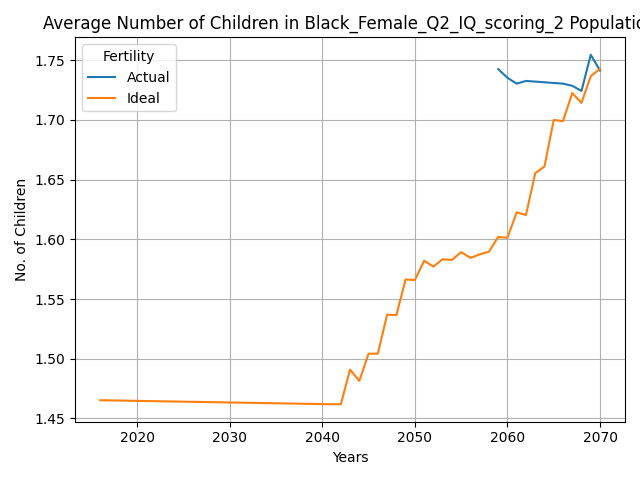 Average Number of Children in Black_Female_Q2_IQ_scoring_2 Populatio
Fertility
Actual
Ideal
No. of Children
1.75
1.70
1.65
1.60
1.55
1.50
1.45
2020 2030 2040 2050 2060 2070
Years